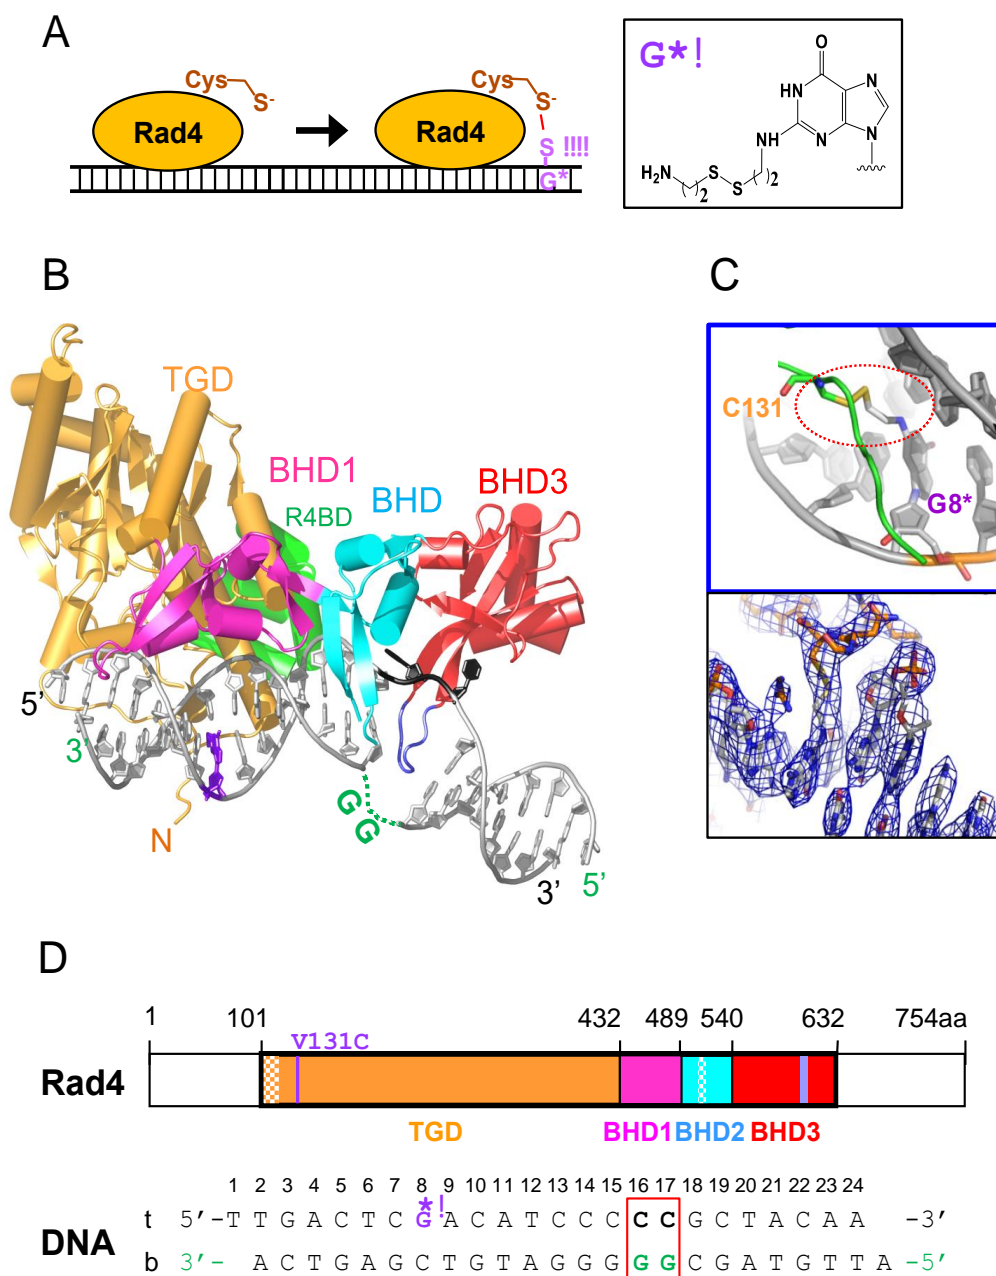 A
Cys
S-
Rad4
Cys
S-
Rad4
S !!!!
G*
G*!
O
NH
N
N
N
NH
H2N
2
S
S
2
B
TGD
BHD1
R4BD
BHD
BHD3
5’
3’
N
GG
3’
5’
C
C131
G8*
D
1 101 432 489 540 632 754aa
V131C
Rad4
TGD BHD1 BHD2 BHD3
1 2 3 4 5 6 7 8 9 10 11 12 13 14 15 16 17 18 19 20 21 22 23 24
t 5’-T T G A C T C G*! A C A T C C C C C G C T A C A A -3’
DNA
b 3’- A C T G A G C T G T A G G G G G C G A T G T T A -5’